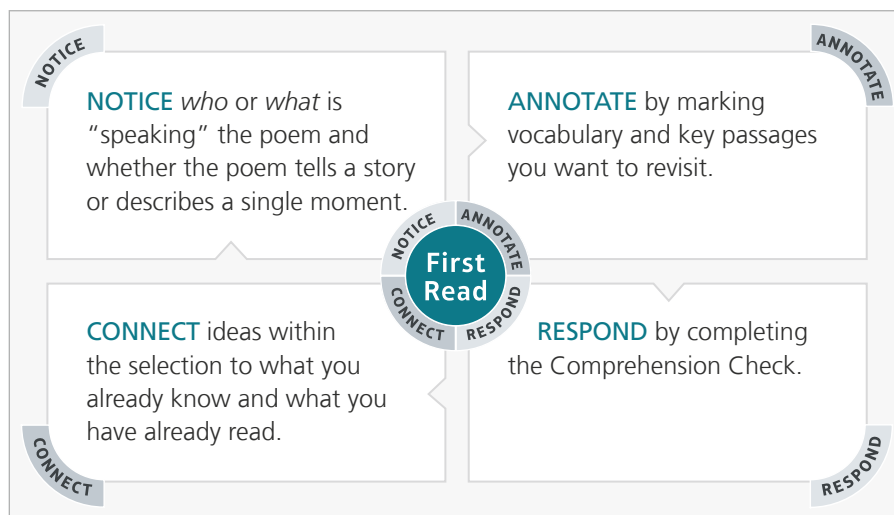 NOTICE
NOTICE who or what is
“speaking” the poem and
whether the poem tells a story
or describes a single moment.
ANNOTATE
ANNOTATE by marking
vocabulary and key passages
you want to revisit.
NOTICE
ANNOTATE
First
Read
CONNECT
RESPOND
CONNECT ideas within
the selection to what you
already know and what you
have already read.
CONNECT
RESPOND by completing
the Comprehension Check.
RESPOND